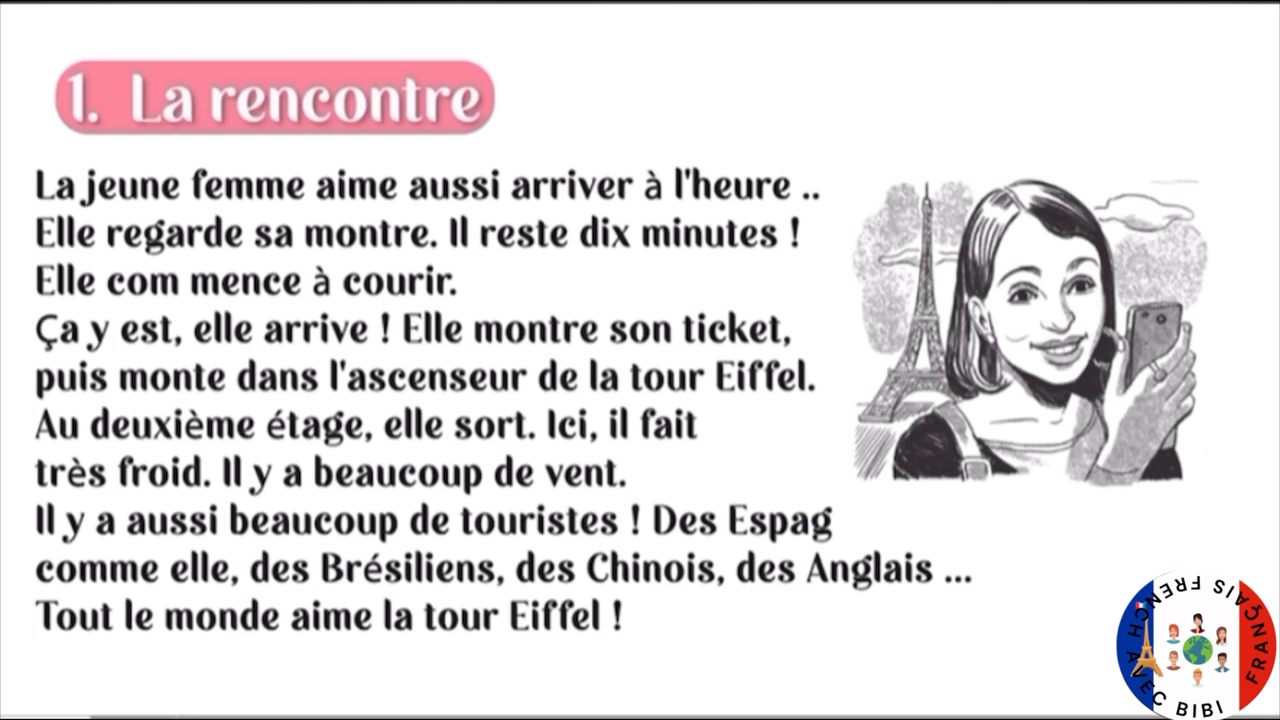 1. La rencontre
La jeune femme aime aussi arriver à l'heure ..
Elle regarde sa montre. Il reste dix minutes !
Elle com mence à courir.
Ça y est, elle arrive ! Elle montre son ticket,
puis monte dans l'ascenseur de la tour Eiffel.
Au deuxième étage, elle sort. Ici, il fait
très froid. Il y a beaucoup de vent.
Il y a aussi beaucoup de touristes ! Des Espag
comme elle, des Brésiliens, des Chinois, des Anglais ...
Tout le monde aime la tour Eiffel !
FRENCH AVEC BIBI FRANÇAIS